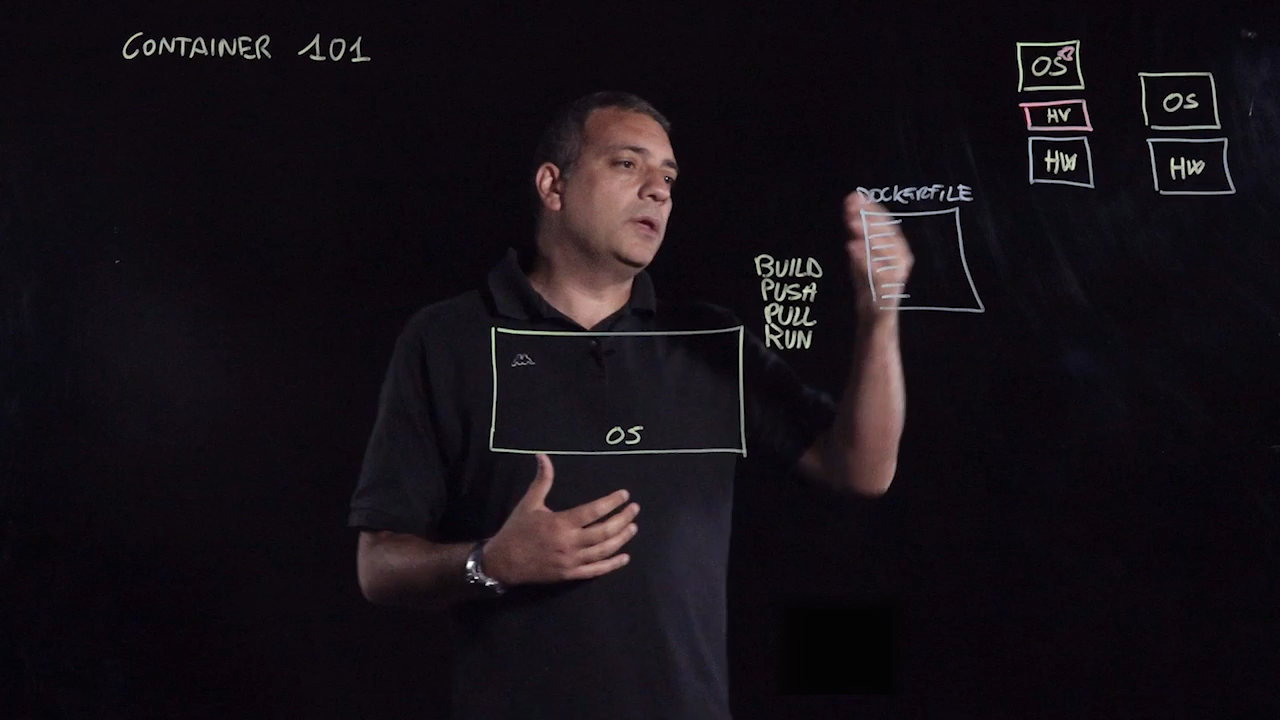 CONTAINER 101
OS
HV
HW
OS
HW
DOCKERFILE
BUILD
PUSH
PULL
RUN
OS